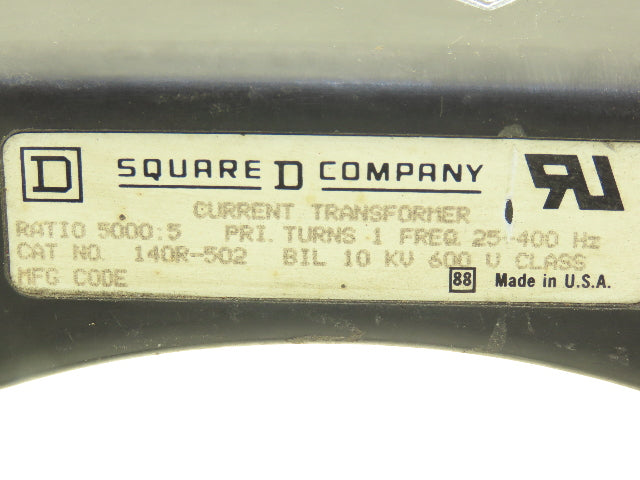 D SQUARE D COMPANY
CURRENT TRANSFORMER
RATIO 5000:5 PRI. TURNS 1 FREQ. 25-400 Hz
CAT NO. 140R-502 BIL 10 KV 600 V CLASS
MFG CODE 88 Made in U.S.A.